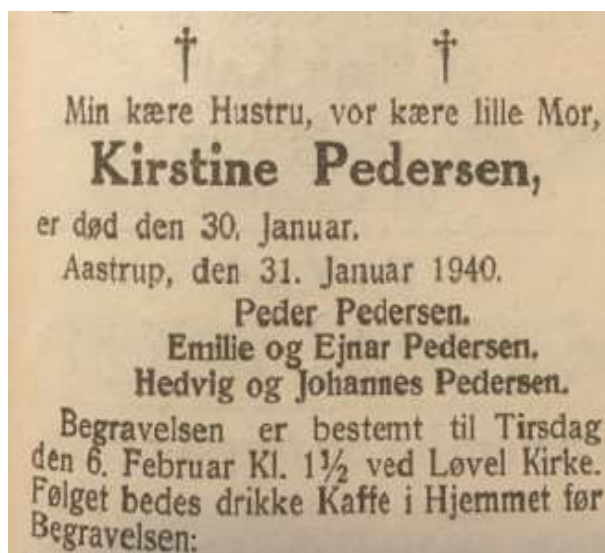 † †
Min kære Hustru, vor kære lille Mor,
Kirstine Pedersen,
er død den 30. Januar.
Aastrup, den 31. Januar 1940.
Peder Pedersen.
Emilie og Ejnar Pedersen.
Hedvig og Johannes Pedersen.
Begravelsen er bestemt til Tirsdag
den 6. Februar Kl. 1½ ved Løvel Kirke.
Følget bedes drikke Kaffe i Hjemmet før
Begravelsen: